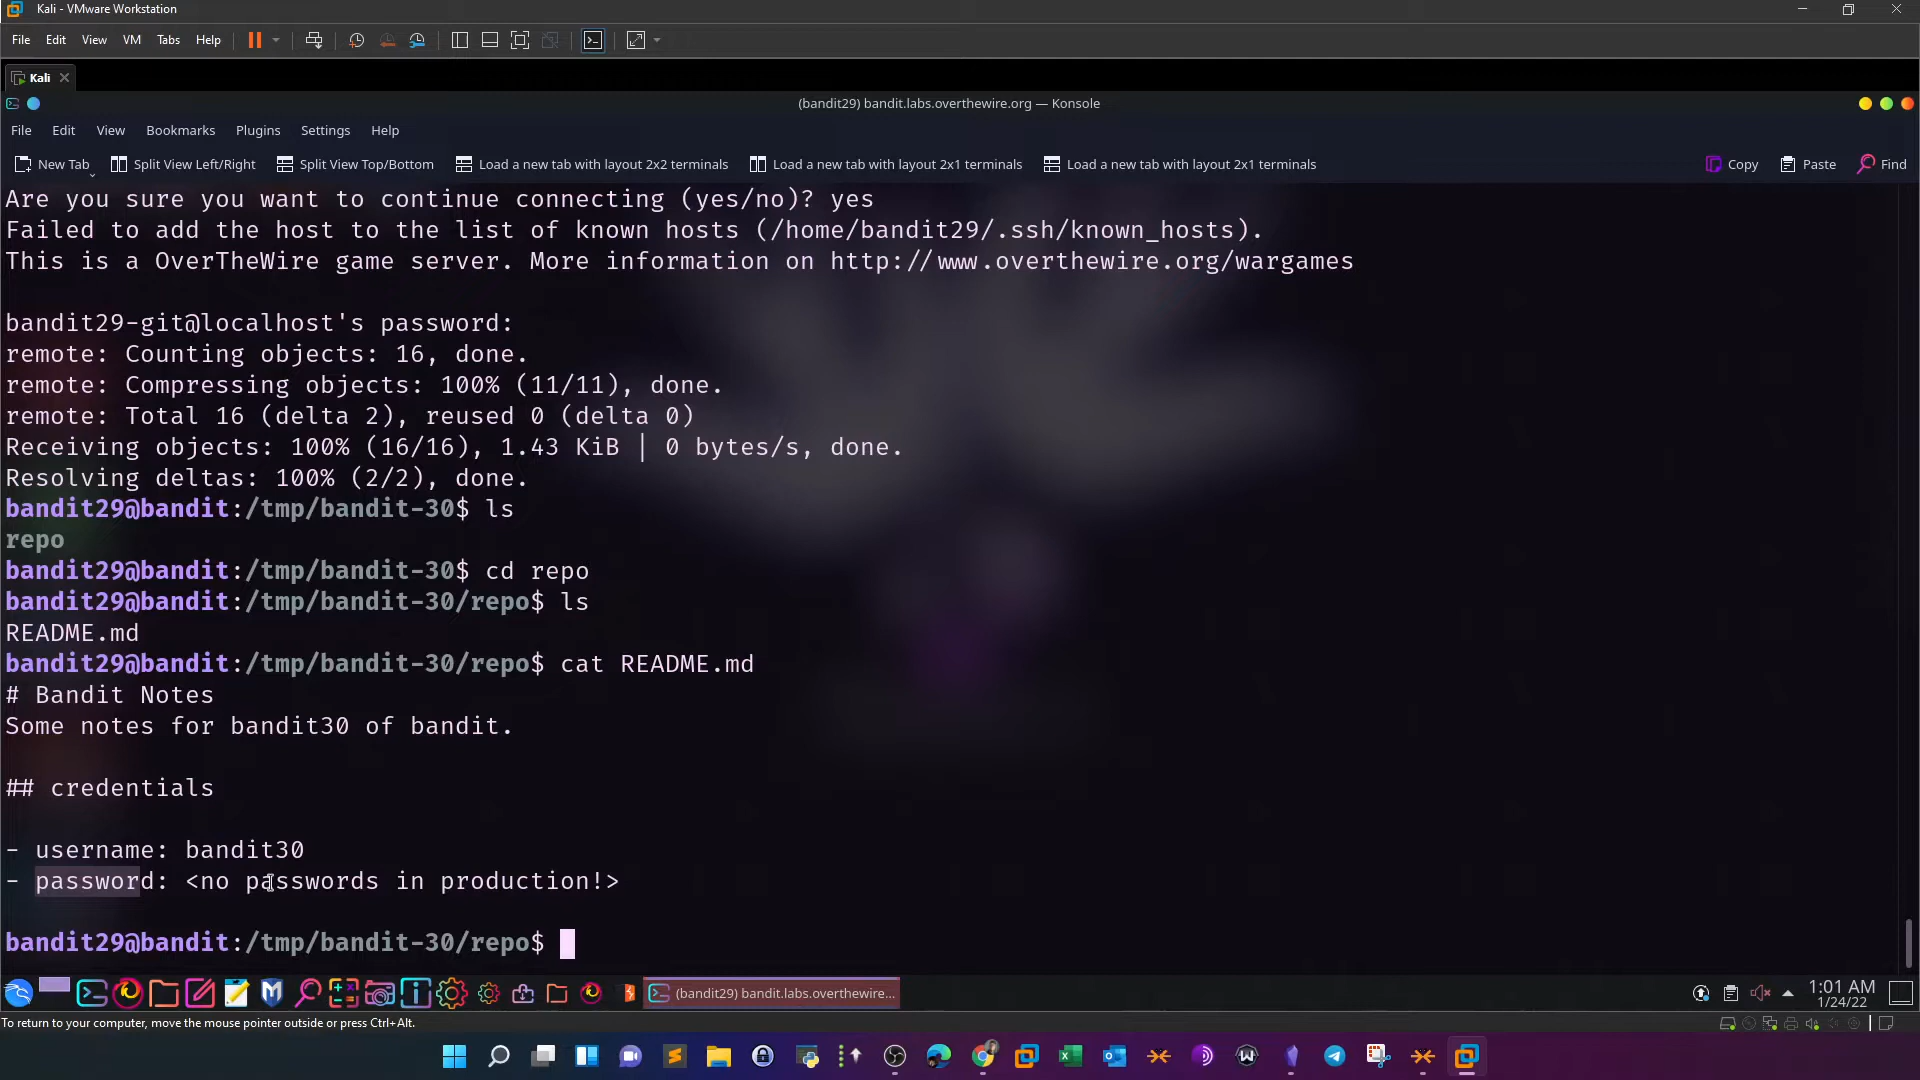 Kali - VMware Workstation
File Edit View VM Tabs Help
Kali
(bandit29) bandit.labs.overthewire.org — Konsole
File Edit View Bookmarks Plugins Settings Help
New Tab Split View Left/Right Split View Top/Bottom Load a new tab with layout 2x2 terminals Load a new tab with layout 2x1 terminals Load a new tab with layout 2x1 terminals Copy Paste Find
Are you sure you want to continue connecting (yes/no)? yes
Failed to add the host to the list of known hosts (/home/bandit29/.ssh/known_hosts).
This is a OverTheWire game server. More information on http://www.overthewire.org/wargames
bandit29-git@localhost's password:
remote: Counting objects: 16, done.
remote: Compressing objects: 100% (11/11), done.
remote: Total 16 (delta 2), reused 0 (delta 0)
Receiving objects: 100% (16/16), 1.43 KiB | 0 bytes/s, done.
Resolving deltas: 100% (2/2), done.
bandit29@bandit:/tmp/bandit-30$ ls
repo
bandit29@bandit:/tmp/bandit-30$ cd repo
bandit29@bandit:/tmp/bandit-30/repo$ ls
README.md
bandit29@bandit:/tmp/bandit-30/repo$ cat README.md
# Bandit Notes
Some notes for bandit30 of bandit.
## credentials
- username: bandit30
- password: <no passwords in production!>
bandit29@bandit:/tmp/bandit-30/repo$
(bandit29) bandit.labs.overthewire...
1:01 AM
1/24/22
To return to your computer, move the mouse pointer outside or press Ctrl+Alt.